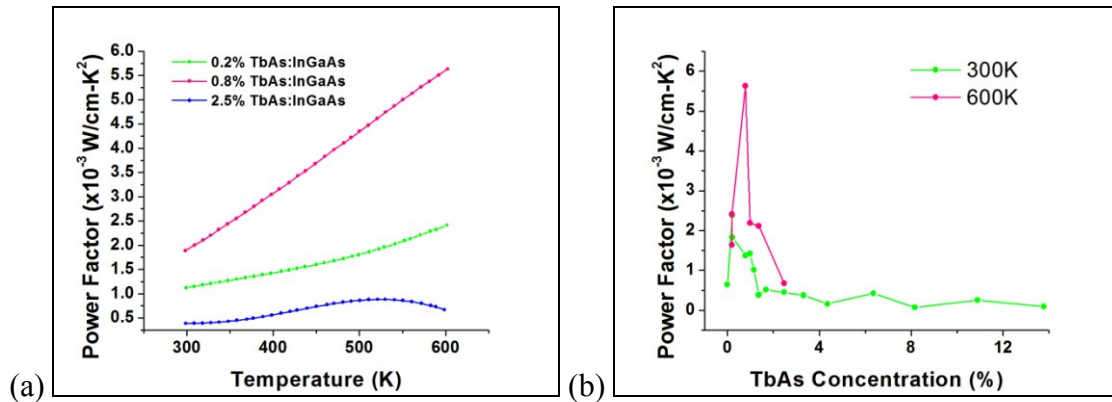 (a)
Power Factor (x10⁻³ W/cm-K²)
6.0
5.5
5.0
4.5
4.0
3.5
3.0
2.5
2.0
1.5
1.0
0.5
0.2% TbAs:InGaAs
0.8% TbAs:InGaAs
2.5% TbAs:InGaAs
300 400 500 600
Temperature (K)
(b)
Power Factor (x10⁻³ W/cm-K²)
6
5
4
3
2
1
0
300K
600K
0 4 8 12
TbAs Concentration (%)